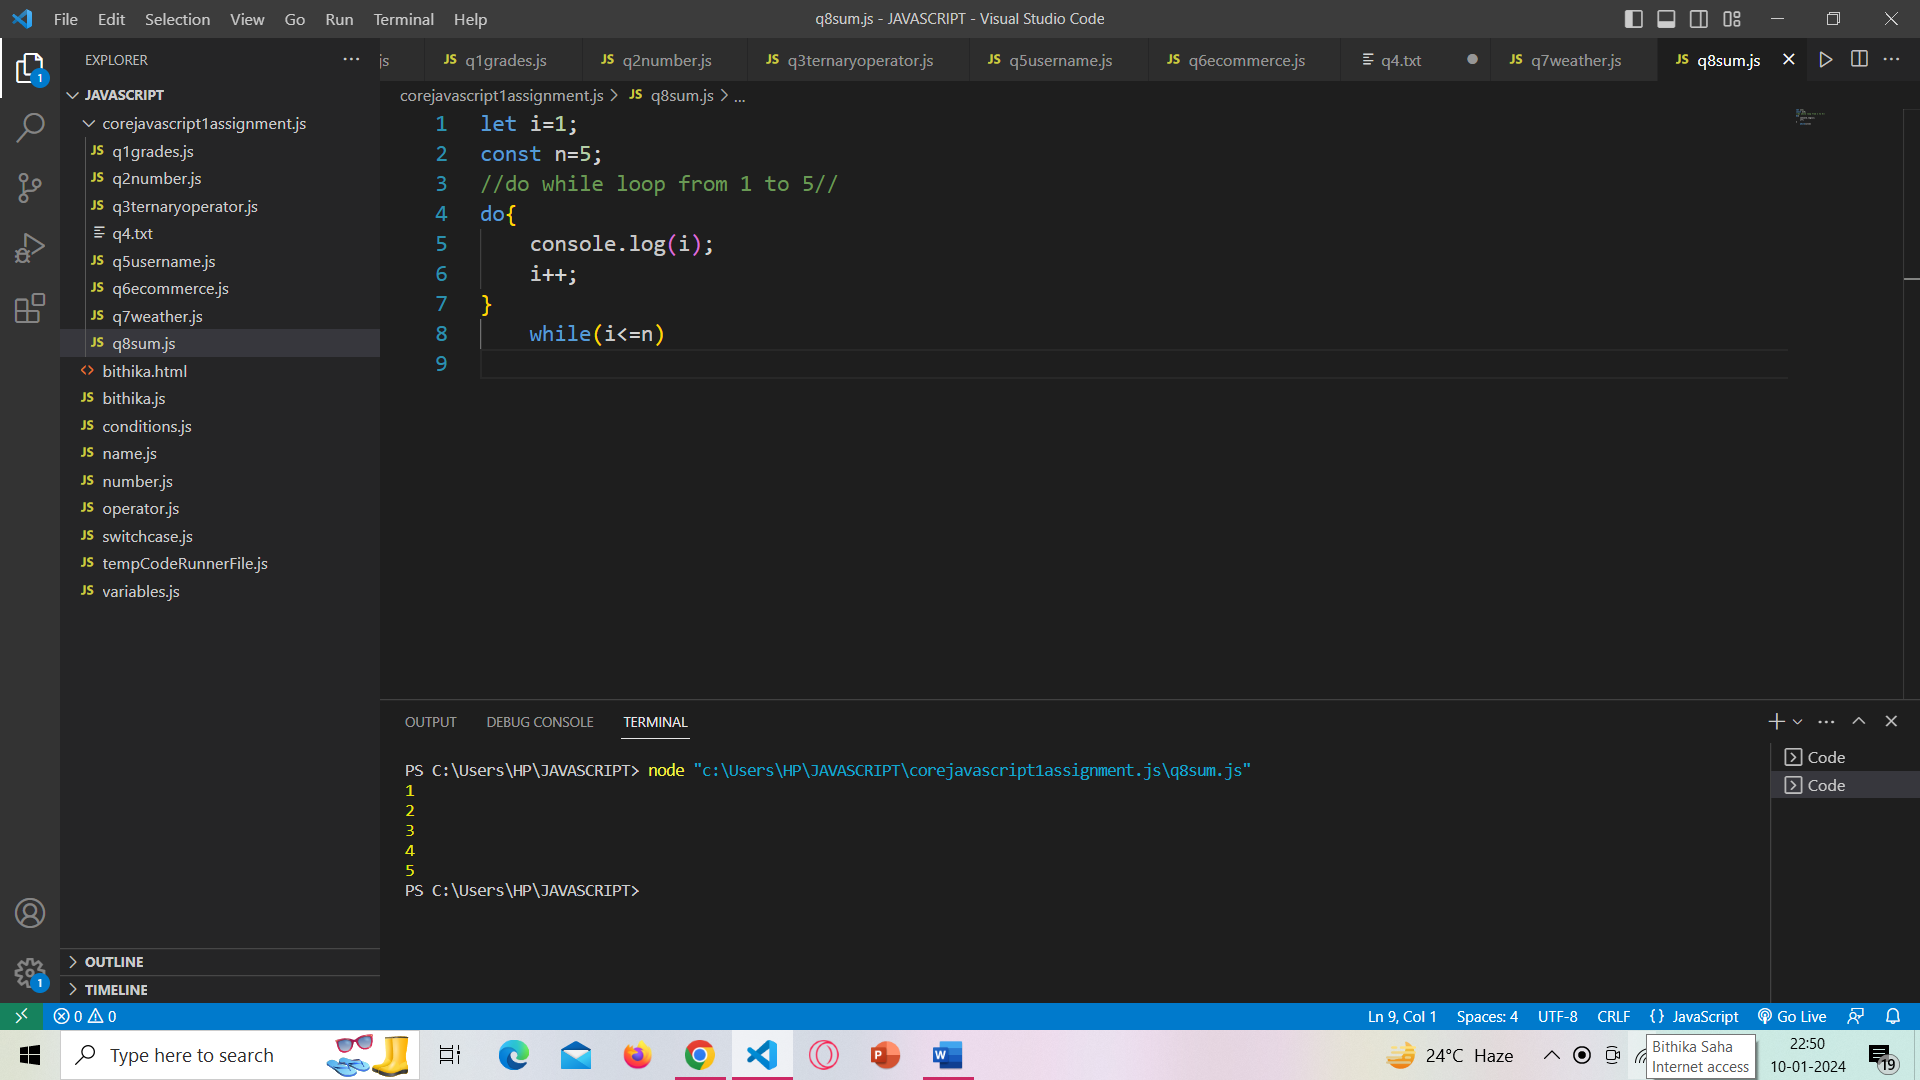 File Edit Selection View Go Run Terminal Help
q8sum.js - JAVASCRIPT - Visual Studio Code
EXPLORER
JAVASCRIPT
corejavascript1assignment.js
JS q1grades.js
JS q2number.js
JS q3ternaryoperator.js
q4.txt
JS q5username.js
JS q6ecommerce.js
JS q7weather.js
JS q8sum.js
<> bithika.html
JS bithika.js
JS conditions.js
JS name.js
JS number.js
JS operator.js
JS switchcase.js
JS tempCodeRunnerFile.js
JS variables.js
OUTLINE
TIMELINE
js JS q1grades.js JS q2number.js JS q3ternaryoperator.js JS q5username.js JS q6ecommerce.js q4.txt JS q7weather.js JS q8sum.js
corejavascript1assignment.js > JS q8sum.js > ...
1 let i=1;
2 const n=5;
3 //do while loop from 1 to 5//
4 do{
5 console.log(i);
6 i++;
7 }
8 while(i<=n)
9
OUTPUT DEBUG CONSOLE TERMINAL
PS C:\Users\HP\JAVASCRIPT> node "c:\Users\HP\JAVASCRIPT\corejavascript1assignment.js\q8sum.js"
1
2
3
4
5
PS C:\Users\HP\JAVASCRIPT>
Code
Code
1
1
0 0
Ln 9, Col 1 Spaces: 4 UTF-8 CRLF {} JavaScript Go Live
Type here to search
24°C Haze
Bithika Saha
Internet access
22:50
10-01-2024
19